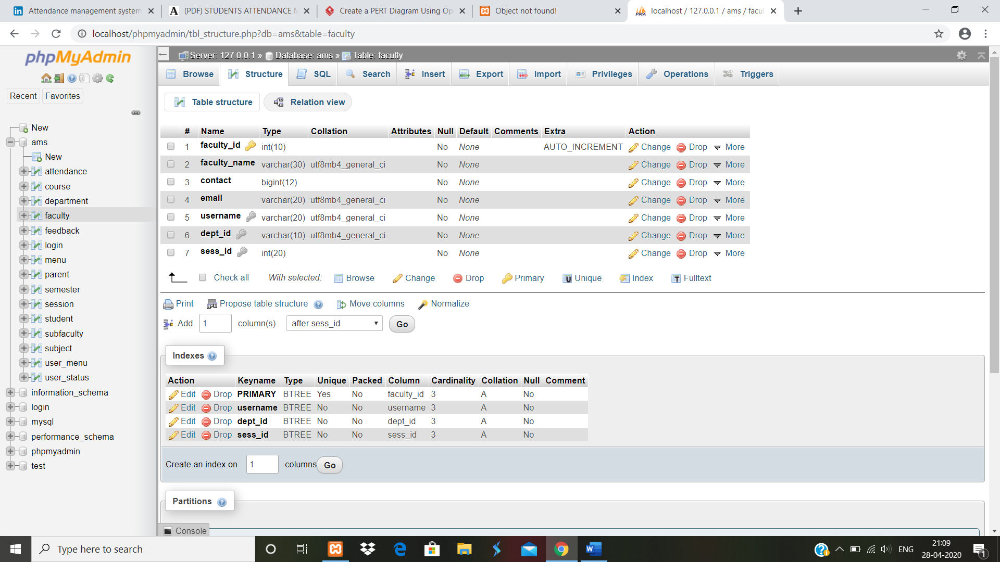 Attendance management system
(PDF) STUDENTS ATTENDANCE M
Create a PERT Diagram Using Op
Object not found!
localhost / 127.0.0.1 / ams / facul
localhost/phpmyadmin/tbl_structure.php?db=ams&table=faculty
phpMyAdmin
Recent Favorites
New
ams
New
attendance
course
department
faculty
feedback
login
menu
parent
semester
session
student
subfaculty
subject
user_menu
user_status
information_schema
login
mysql
performance_schema
phpmyadmin
test
Server: 127.0.0.1 » Database: ams » Table: faculty
Browse Structure SQL Search Insert Export Import Privileges Operations Triggers
Table structure Relation view
# Name Type Collation Attributes Null Default Comments Extra Action
1 faculty_id int(10) No None AUTO_INCREMENT Change Drop More
2 faculty_name varchar(30) utf8mb4_general_ci No None Change Drop More
3 contact bigint(12) No None Change Drop More
4 email varchar(20) utf8mb4_general_ci No None Change Drop More
5 username varchar(20) utf8mb4_general_ci No None Change Drop More
6 dept_id varchar(10) utf8mb4_general_ci No None Change Drop More
7 sess_id int(20) No None Change Drop More
Check all With selected: Browse Change Drop Primary Unique Index Fulltext
Print Propose table structure Move columns Normalize
Add 1 column(s) after sess_id Go
Indexes
Action Keyname Type Unique Packed Column Cardinality Collation Null Comment
Edit Drop PRIMARY BTREE Yes No faculty_id 3 A No
Edit Drop username BTREE No No username 3 A No
Edit Drop dept_id BTREE No No dept_id 3 A No
Edit Drop sess_id BTREE No No sess_id 3 A No
Create an index on 1 columns Go
Partitions
Console
Type here to search
ENG
21:09
28-04-2020
1